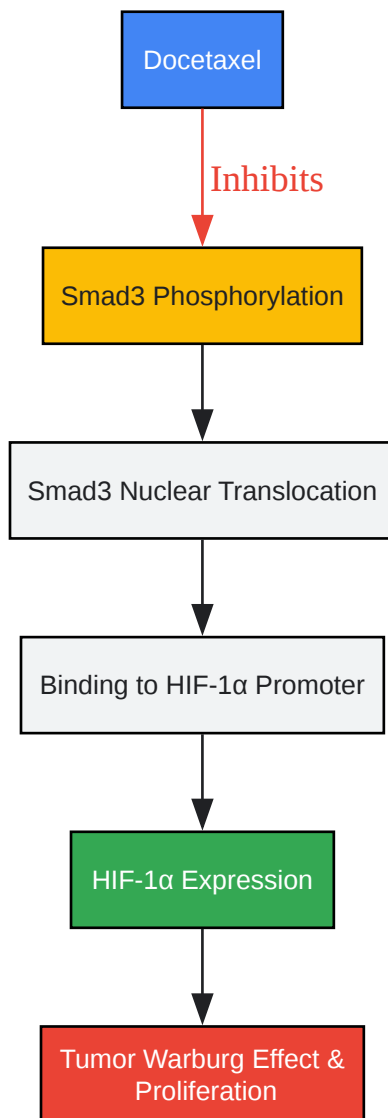 Docetaxel
Inhibits
Smad3 Phosphorylation
Smad3 Nuclear Translocation
Binding to HIF-1α Promoter
HIF-1α Expression
Tumor Warburg Effect &
Proliferation